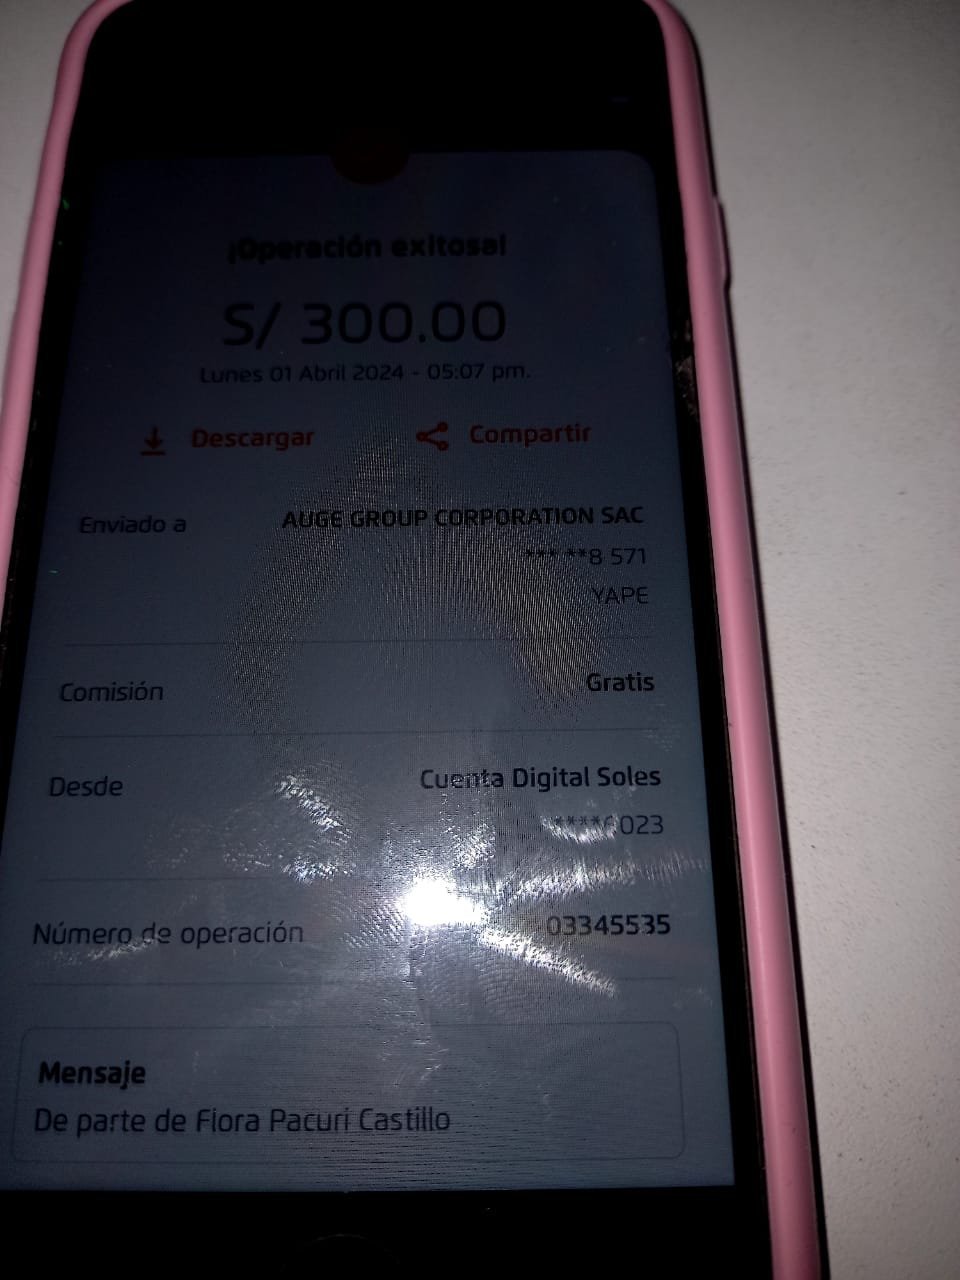 ¡Operación exitosa!
S/ 300.00
Lunes 01 Abril 2024 - 05:07 pm.
Descargar
Compartir
Enviado a
AUGE GROUP CORPORATION SAC
*** **8 571
YAPE
Comisión
Gratis
Desde
Cuenta Digital Soles
023
Número de operación
03345535
Mensaje
De parte de Flora Pacuri Castillo